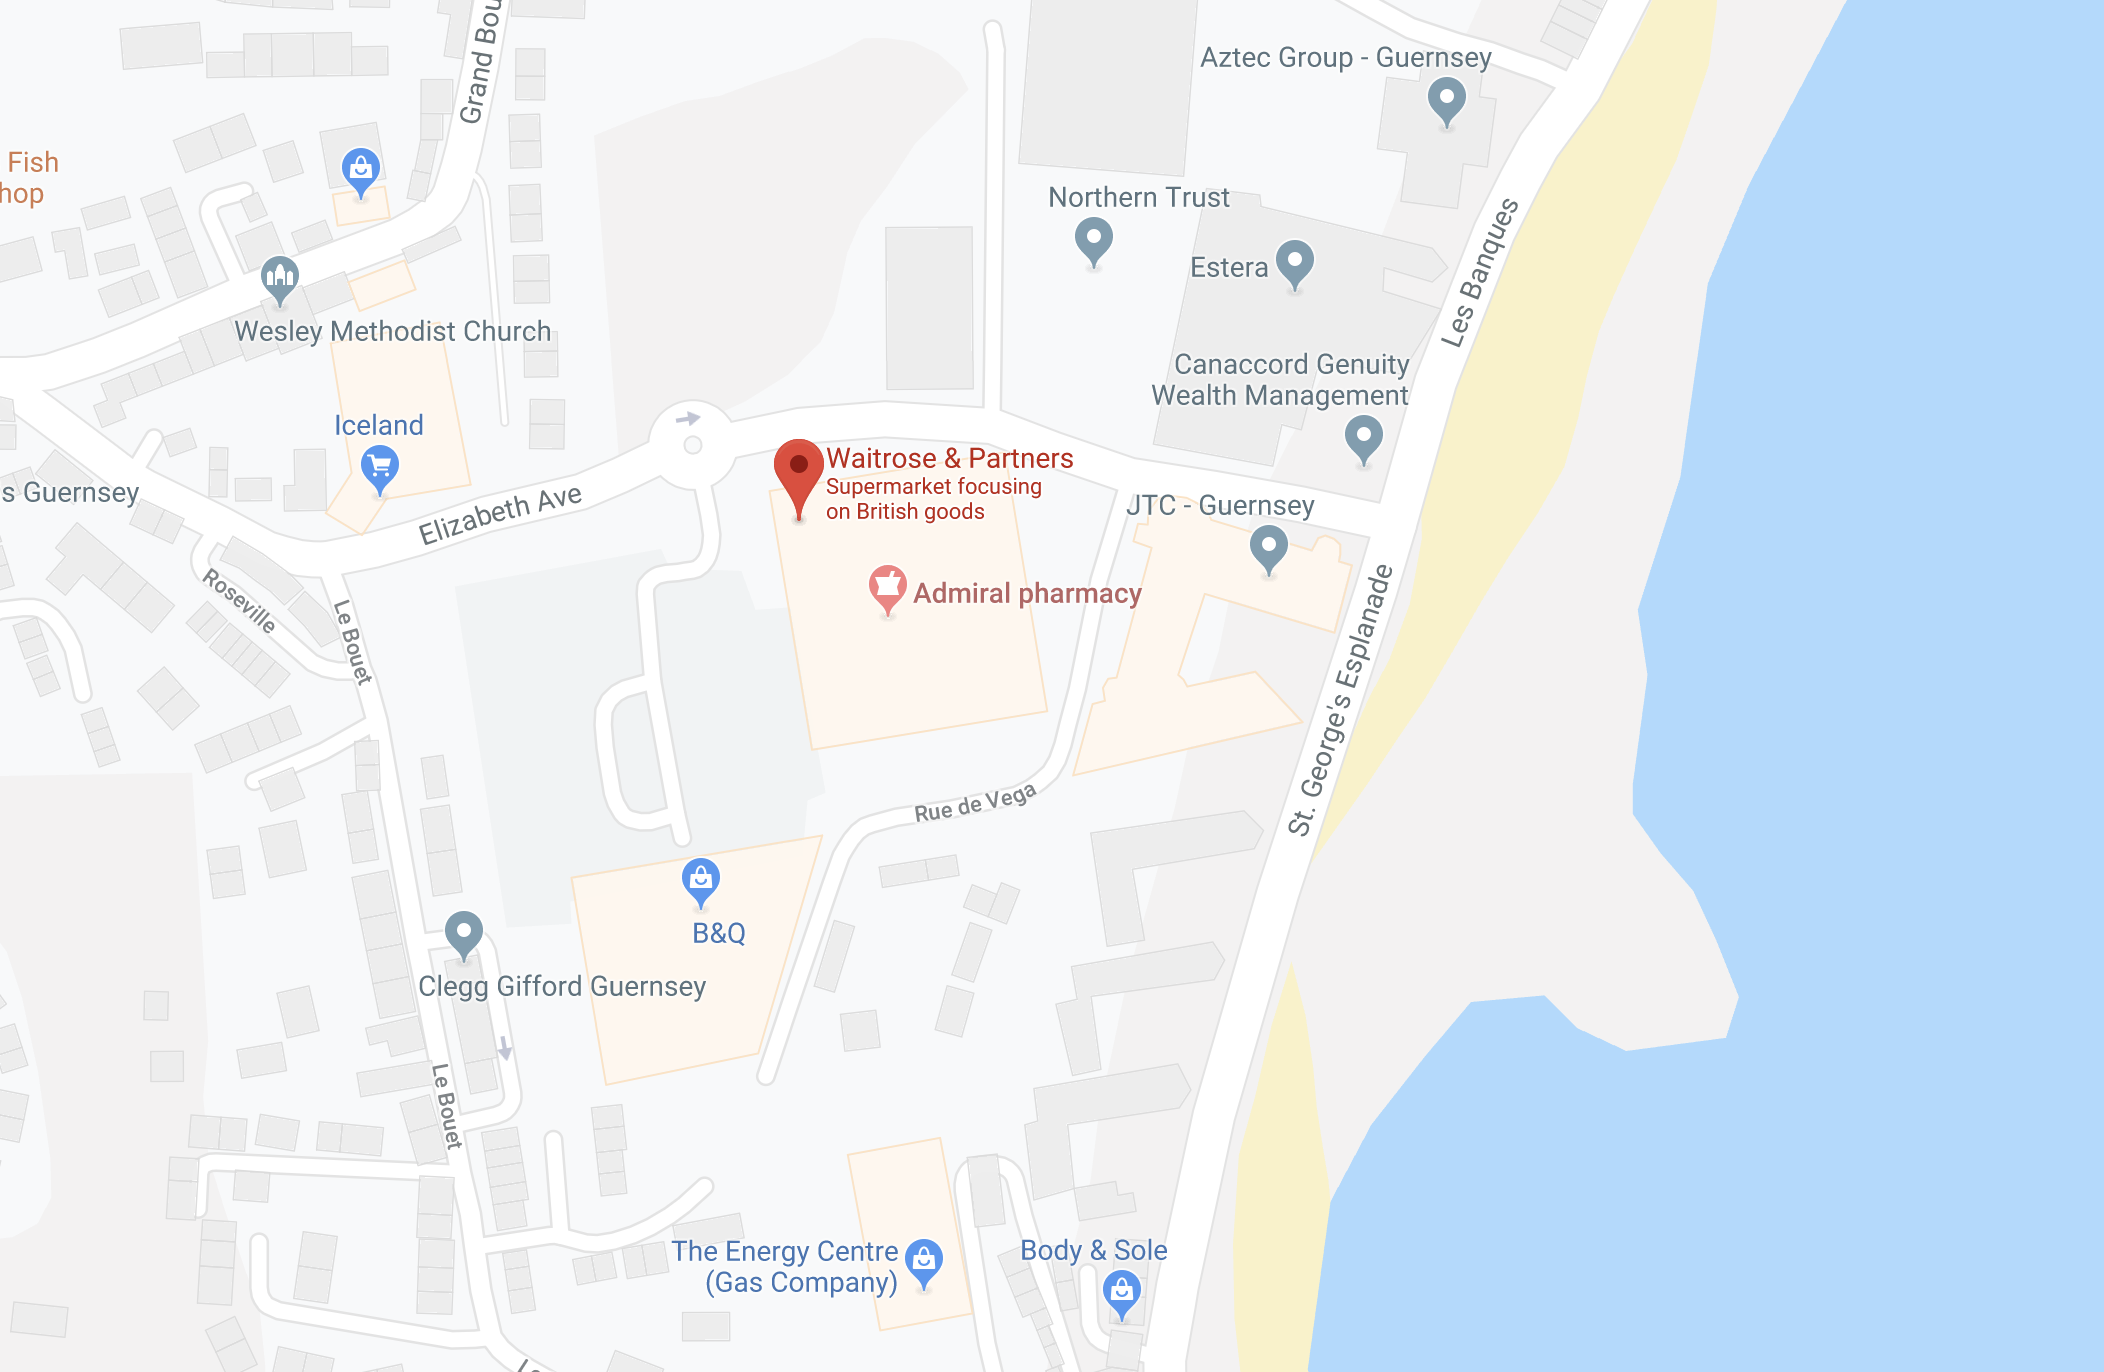 Grand Bou
Aztec Group - Guernsey
Fish
hop
Northern Trust
Les Banques
Estera
Wesley Methodist Church
Canaccord Genuity
Wealth Management
Iceland
Waitrose & Partners
Supermarket focusing
on British goods
s Guernsey
Elizabeth Ave
JTC - Guernsey
Roseville
Le Bouet
Admiral pharmacy
St. George's Esplanade
Rue de Vega
B&Q
Clegg Gifford Guernsey
Le Bouet
The Energy Centre
(Gas Company)
Body & Sole